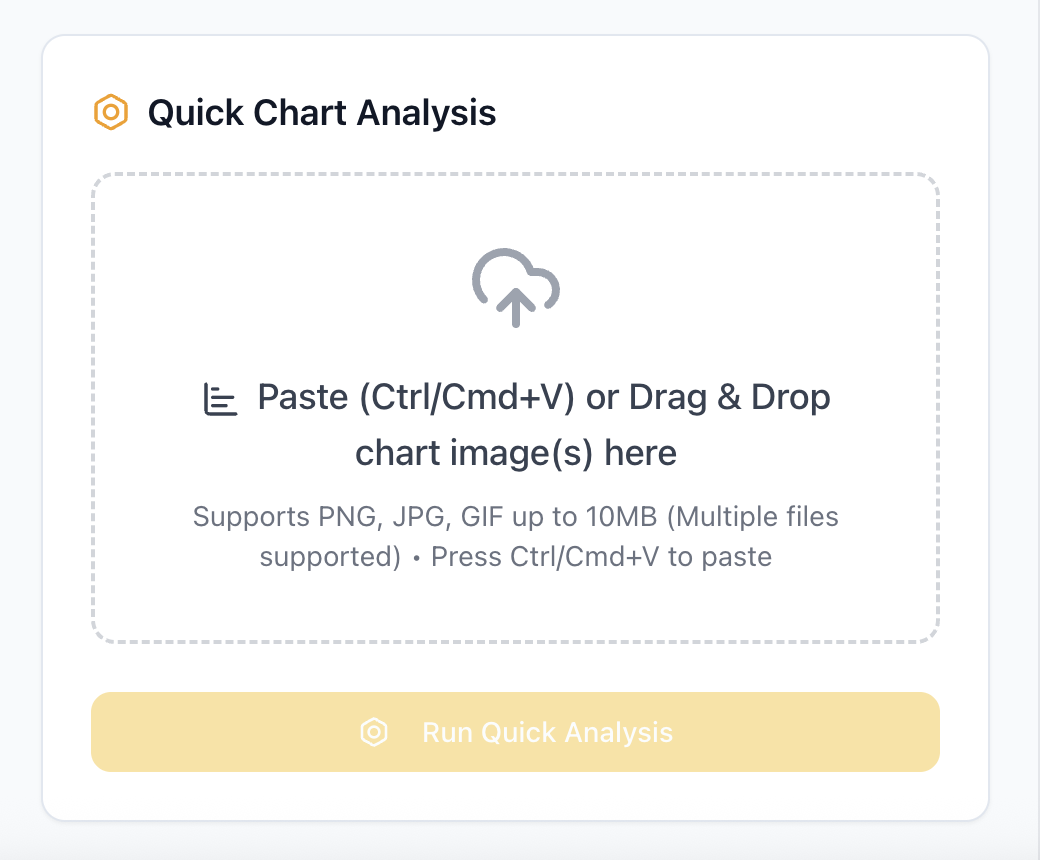 Quick Chart Analysis
Paste (Ctrl/Cmd+V) or Drag & Drop
chart image(s) here
Supports PNG, JPG, GIF up to 10MB (Multiple files
supported) • Press Ctrl/Cmd+V to paste
Run Quick Analysis